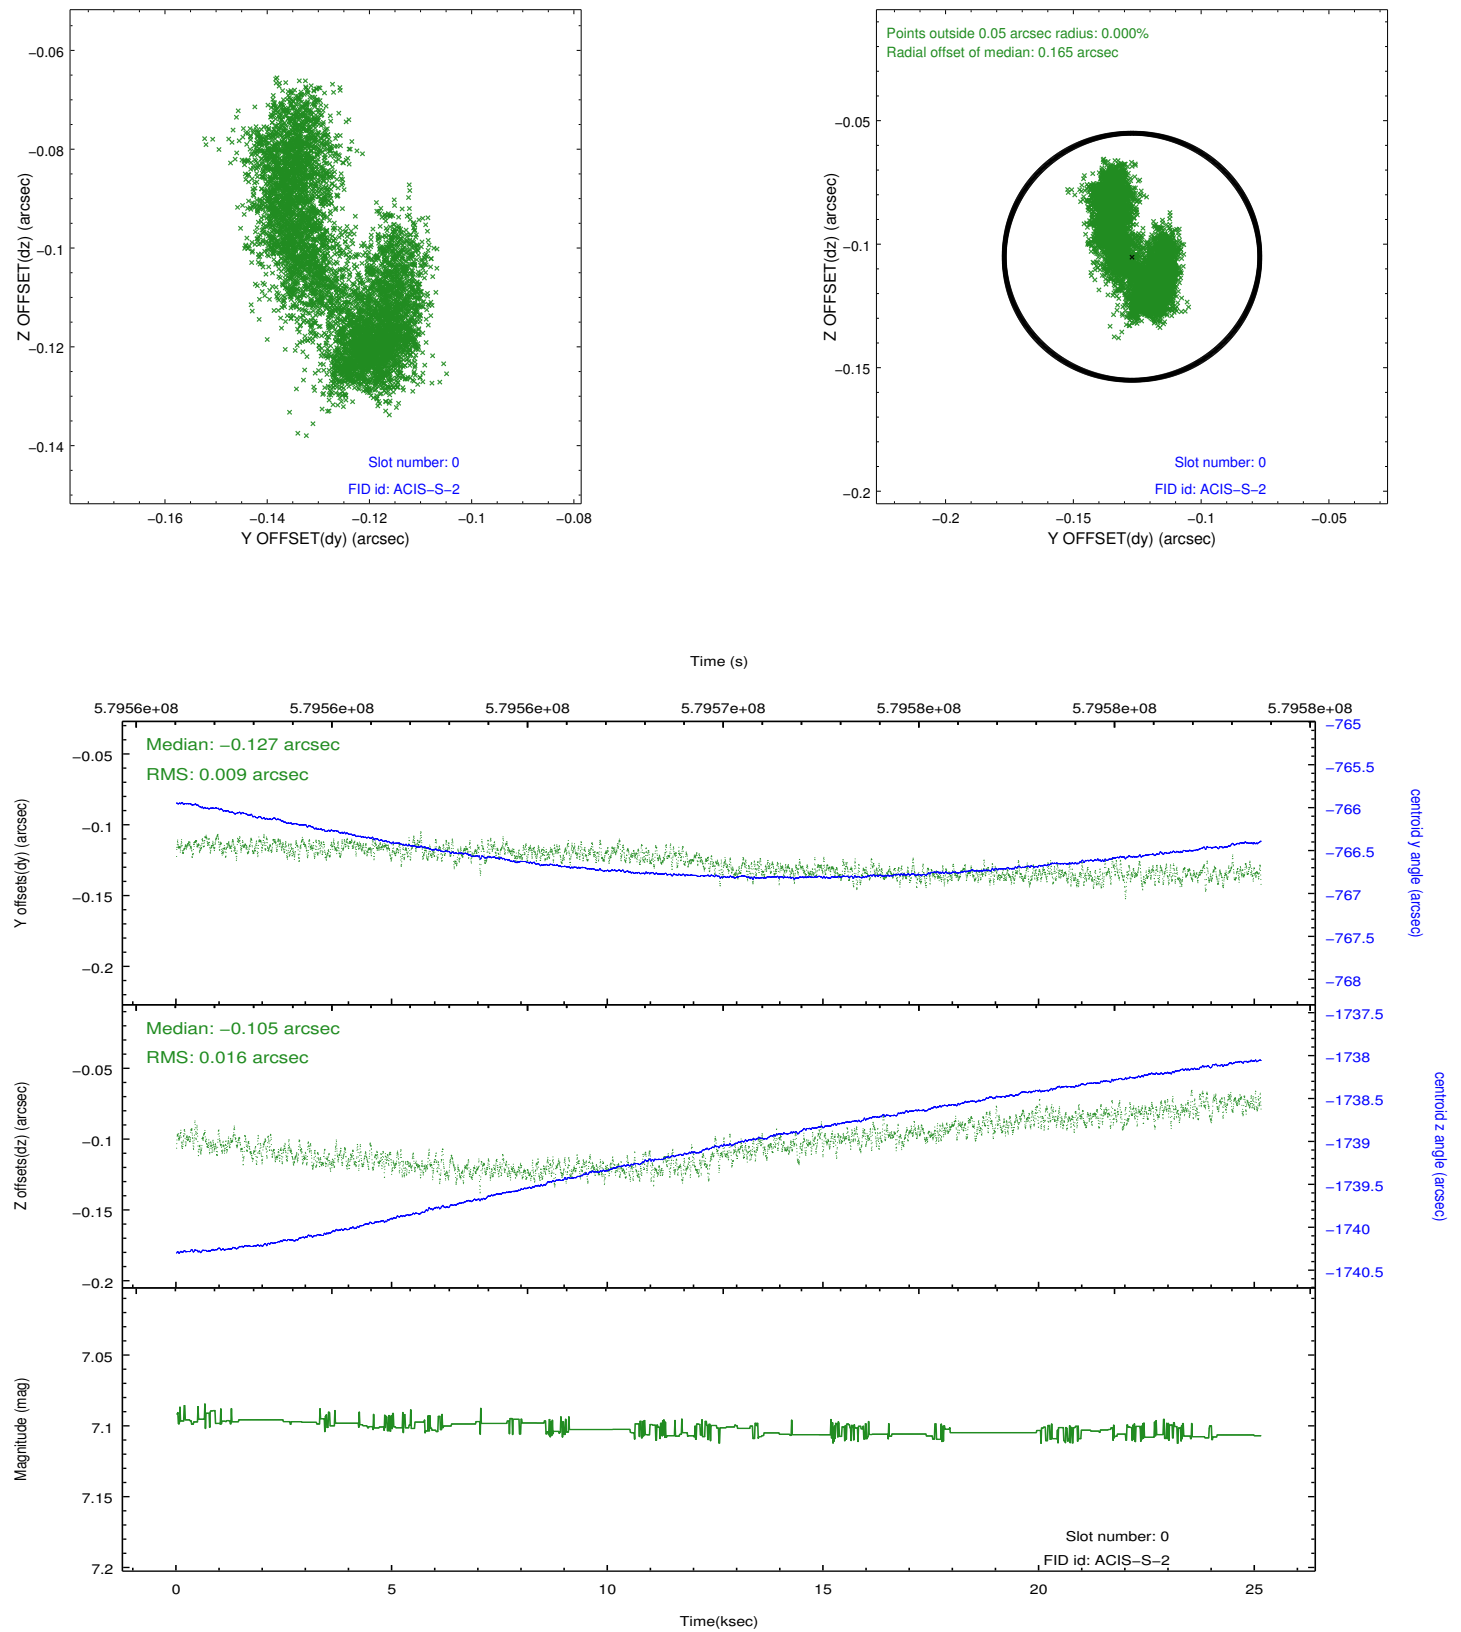 −0.06
−0.08
−0.1
−0.12
−0.14
Z OFFSET(dz) (arcsec)
Slot number: 0
FID id: ACIS−S−2
−0.16
−0.14
−0.12
−0.1
−0.08
Y OFFSET(dy) (arcsec)
Points outside 0.05 arcsec radius: 0.000%
Radial offset of median: 0.165 arcsec
−0.05
−0.1
−0.15
−0.2
Z OFFSET(dz) (arcsec)
Slot number: 0
FID id: ACIS−S−2
−0.2
−0.15
−0.1
−0.05
Y OFFSET(dy) (arcsec)
Time (s)
5.7956e+08
5.7956e+08
5.7956e+08
5.7957e+08
5.7958e+08
5.7958e+08
5.7958e+08
Median: −0.127 arcsec
RMS: 0.009 arcsec
−0.05
−0.1
−0.15
−0.2
Y offsets(dy) (arcsec)
−765
−765.5
−766
−766.5
−767
−767.5
−768
centroid y angle (arcsec)
Median: −0.105 arcsec
RMS: 0.016 arcsec
−0.05
−0.1
−0.15
−0.2
Z offsets(dz) (arcsec)
−1737.5
−1738
−1738.5
−1739
−1739.5
−1740
−1740.5
centroid z angle (arcsec)
7.05
7.1
7.15
7.2
Magnitude (mag)
Slot number: 0
FID id: ACIS−S−2
0
5
10
15
20
25
Time(ksec)